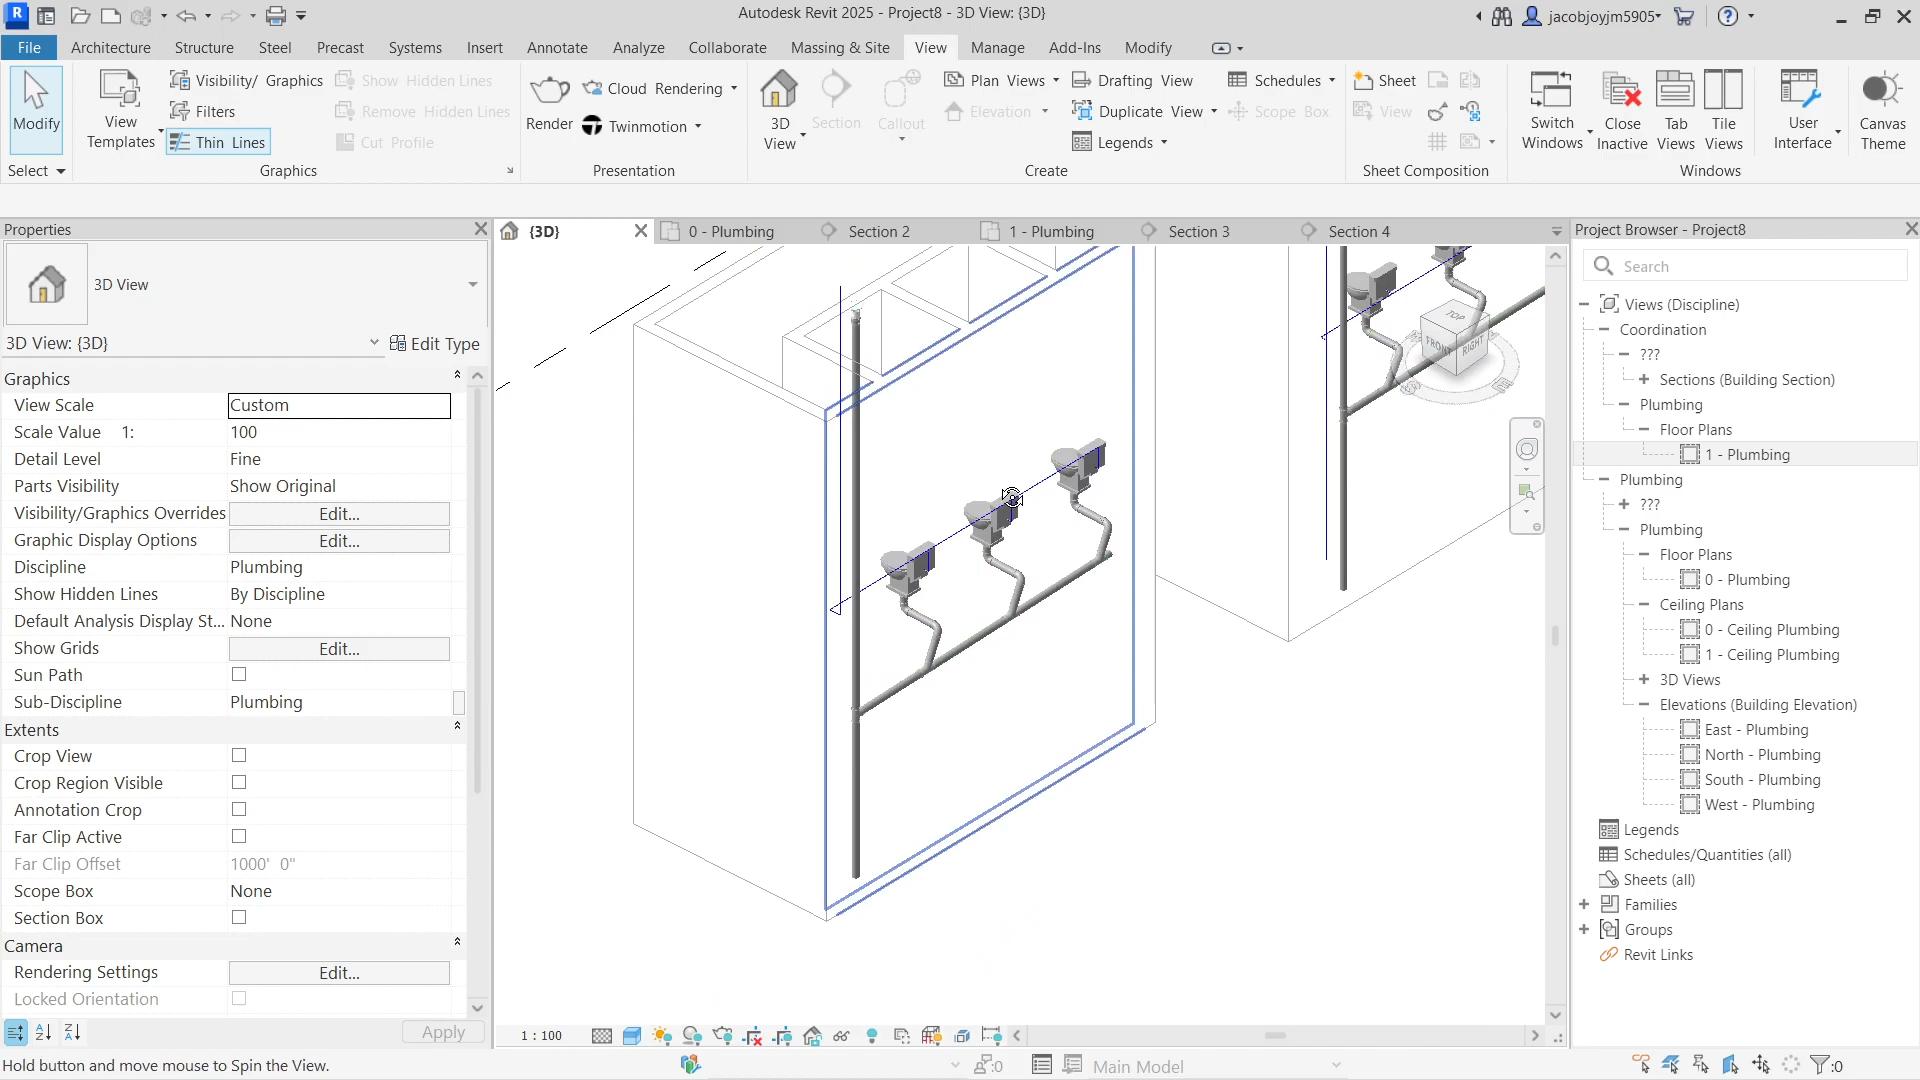 Autodesk Revit 2025 - Project8 - 3D View: {3D}
jacobjoyjm5905
File
Architecture
Structure
Steel
Precast
Systems
Insert
Annotate
Analyze
Collaborate
Massing & Site
View
Manage
Add-Ins
Modify
Modify
View Templates
Visibility/ Graphics
Filters
Thin Lines
Show Hidden Lines
Remove Hidden Lines
Cut Profile
Render
Cloud Rendering
Twinmotion
3D View
Section
Callout
Plan Views
Elevation
Drafting View
Duplicate View
Legends
Schedules
Scope Box
Sheet
View
Switch Windows
Close Inactive
Tab Views
Tile Views
User Interface
Canvas Theme
Select
Graphics
Presentation
Create
Sheet Composition
Windows
Properties
3D View
3D View: {3D}
Edit Type
Graphics
View Scale Custom
Scale Value 1: 100
Detail Level Fine
Parts Visibility Show Original
Visibility/Graphics Overrides Edit...
Graphic Display Options Edit...
Discipline Plumbing
Show Hidden Lines By Discipline
Default Analysis Display St... None
Show Grids Edit...
Sun Path
Sub-Discipline Plumbing
Extents
Crop View
Crop Region Visible
Annotation Crop
Far Clip Active
Far Clip Offset 1000' 0"
Scope Box None
Section Box
Camera
Rendering Settings Edit...
Locked Orientation
Apply
{3D}
0 - Plumbing
Section 2
1 - Plumbing
Section 3
Section 4
TOP
FRONT
RIGHT
1 : 100
Project Browser - Project8
Search
Views (Discipline)
Coordination
???
Sections (Building Section)
Plumbing
Floor Plans
1 - Plumbing
Plumbing
???
Plumbing
Floor Plans
0 - Plumbing
Ceiling Plans
0 - Ceiling Plumbing
1 - Ceiling Plumbing
3D Views
Elevations (Building Elevation)
East - Plumbing
North - Plumbing
South - Plumbing
West - Plumbing
Legends
Schedules/Quantities (all)
Sheets (all)
Families
Groups
Revit Links
Hold button and move mouse to Spin the View.
:0
Main Model
:0